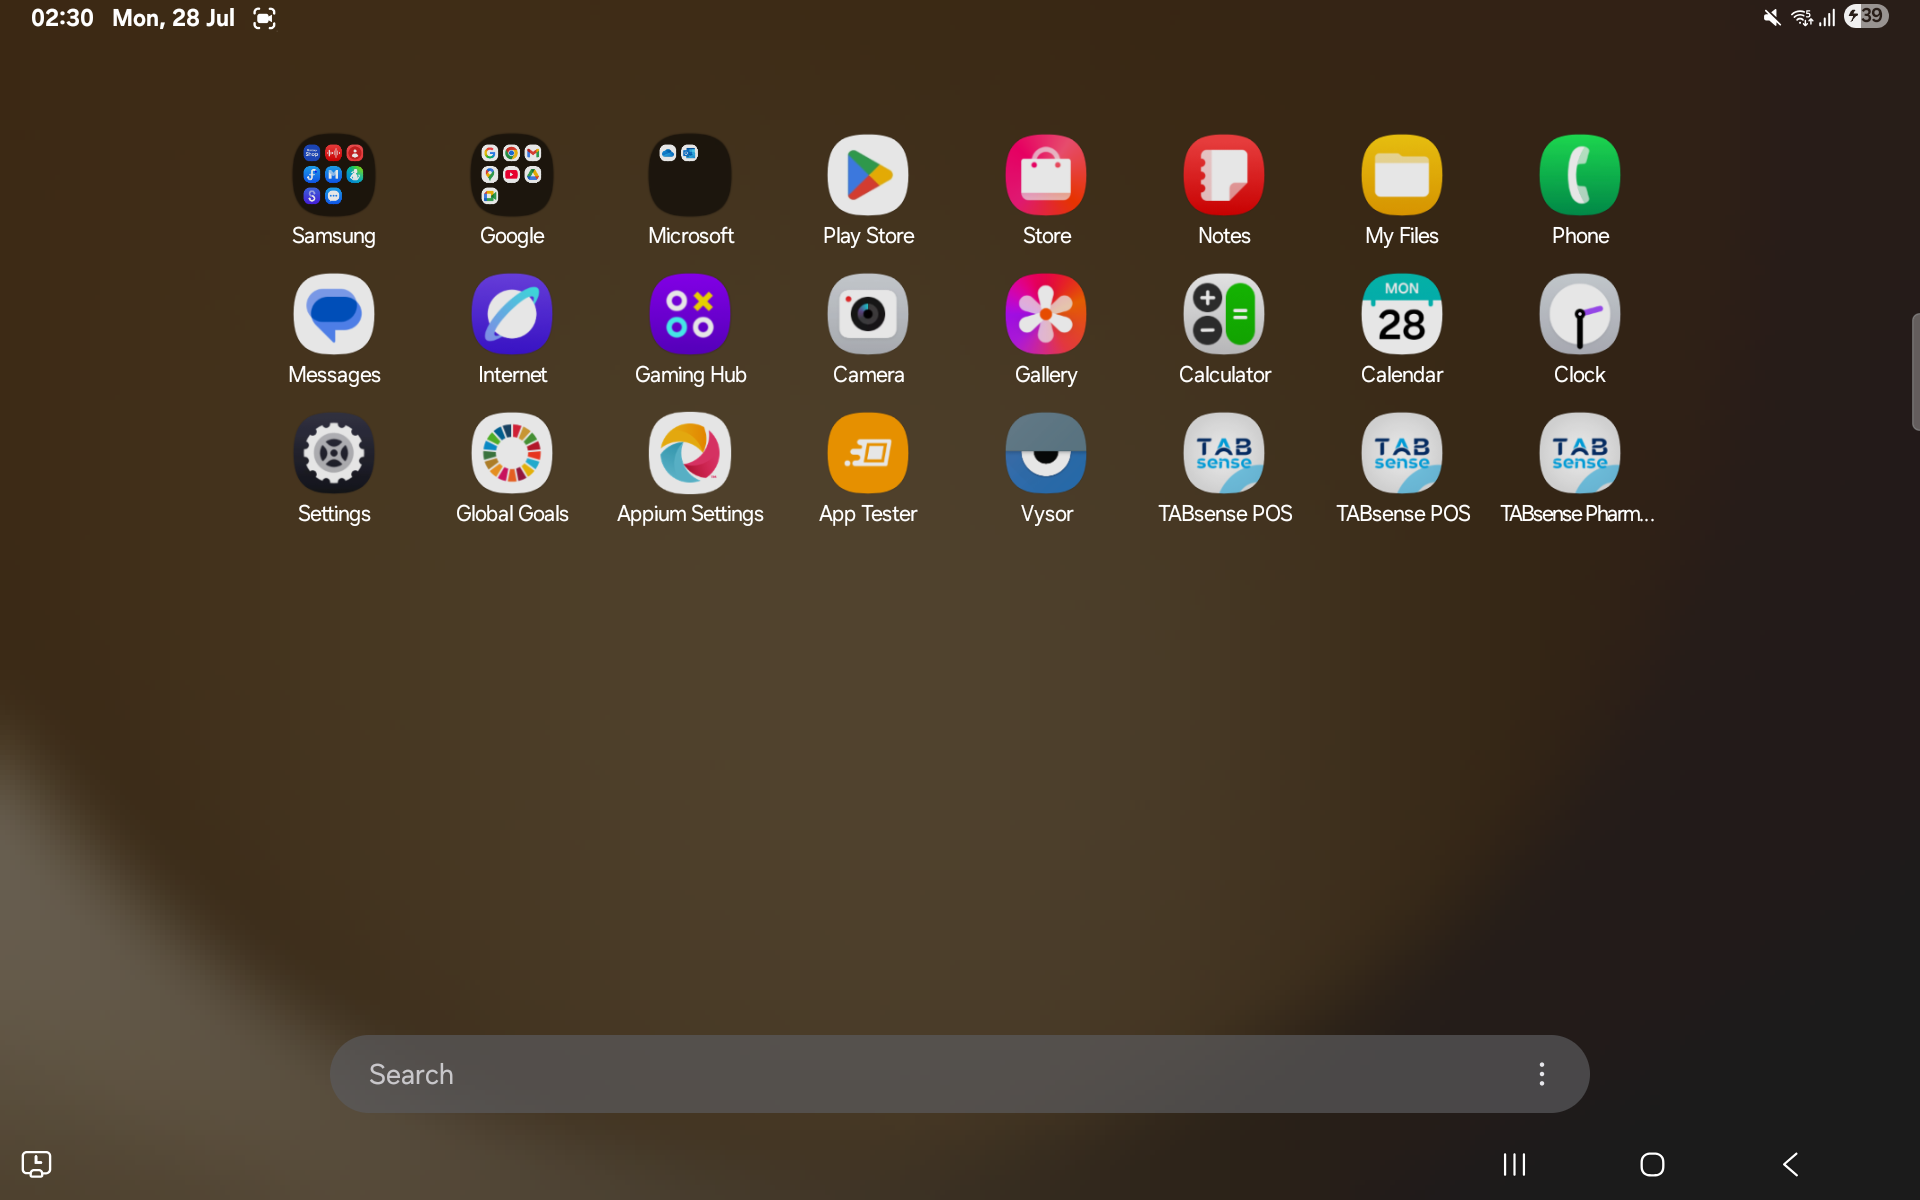 02:30 Mon, 28 Jul 39
Samsung Google Microsoft Play Store Store Notes My Files Phone
MON
28
Messages Internet Gaming Hub Camera Gallery Calculator Calendar Clock
TAB sense TAB sense TAB sense
Settings Global Goals Appium Settings App Tester Vysor TABsense POS TABsense POS TABsense Pharm...
Search